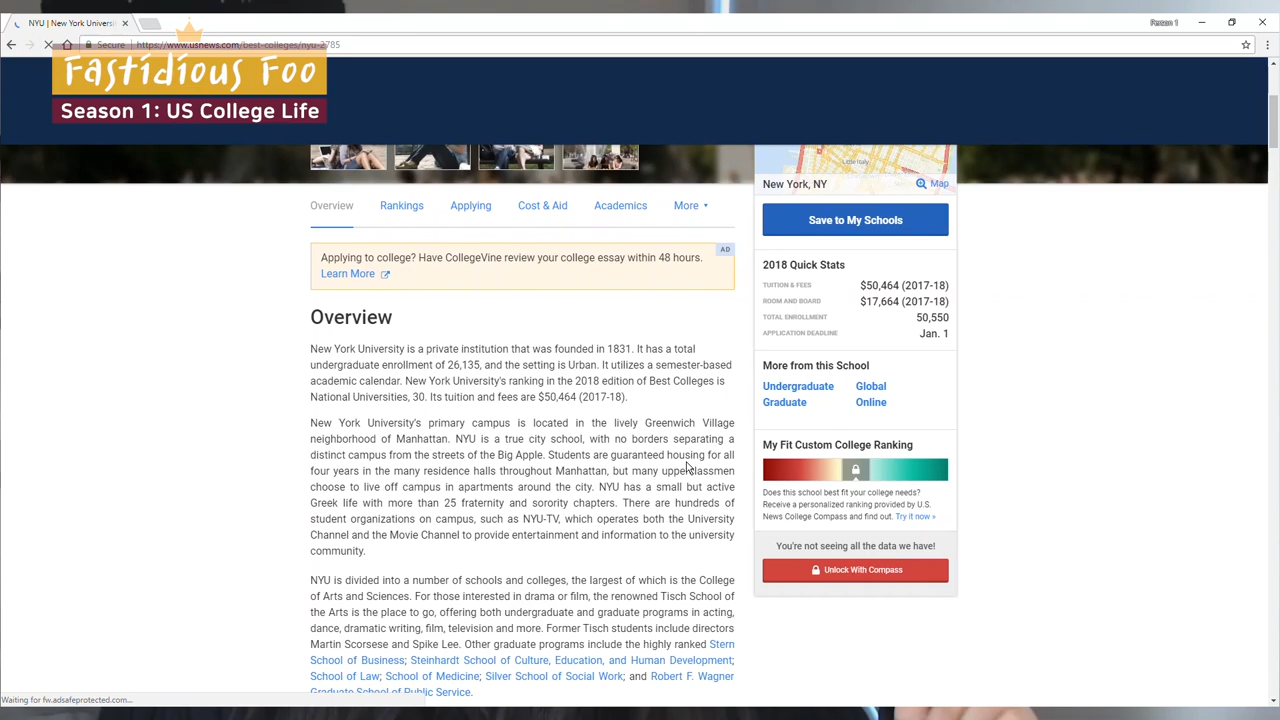 NYU | New York Universi
Person 1
Secure
https://www.usnews.com/best-colleges/nyu-2785
Fastidious Foo
Season 1: US College Life
Little Italy
New York, NY
Map
Overview
Rankings
Applying
Cost & Aid
Academics
More
Save to My Schools
AD
Applying to college? Have CollegeVine review your college essay within 48 hours.
Learn More
2018 Quick Stats
TUITION & FEES $50,464 (2017-18)
ROOM AND BOARD $17,664 (2017-18)
TOTAL ENROLLMENT 50,550
APPLICATION DEADLINE Jan. 1
Overview
New York University is a private institution that was founded in 1831. It has a total
undergraduate enrollment of 26,135, and the setting is Urban. It utilizes a semester-based
academic calendar. New York University's ranking in the 2018 edition of Best Colleges is
National Universities, 30. Its tuition and fees are $50,464 (2017-18).
More from this School
Undergraduate Global
Graduate Online
New York University's primary campus is located in the lively Greenwich Village
neighborhood of Manhattan. NYU is a true city school, with no borders separating a
distinct campus from the streets of the Big Apple. Students are guaranteed housing for all
four years in the many residence halls throughout Manhattan, but many upperclassmen
choose to live off campus in apartments around the city. NYU has a small but active
Greek life with more than 25 fraternity and sorority chapters. There are hundreds of
student organizations on campus, such as NYU-TV, which operates both the University
Channel and the Movie Channel to provide entertainment and information to the university
community.
My Fit Custom College Ranking
Does this school best fit your college needs?
Receive a personalized ranking provided by U.S.
News College Compass and find out. Try it now »
You're not seeing all the data we have!
Unlock With Compass
NYU is divided into a number of schools and colleges, the largest of which is the College
of Arts and Sciences. For those interested in drama or film, the renowned Tisch School of
the Arts is the place to go, offering both undergraduate and graduate programs in acting,
dance, dramatic writing, film, television and more. Former Tisch students include directors
Martin Scorsese and Spike Lee. Other graduate programs include the highly ranked Stern
School of Business; Steinhardt School of Culture, Education, and Human Development;
School of Law; School of Medicine; Silver School of Social Work; and Robert F. Wagner
Graduate School of Public Service.
Waiting for fw.adsafeprotected.com...